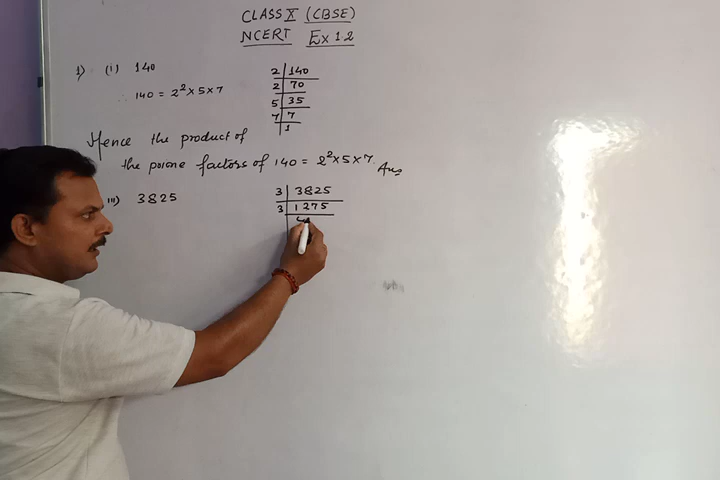 CLASS X (CBSE)
NCERT Ex 1.2
1) (i) 140
∴ 140 = 2² × 5 × 7
2 | 140
2 | 70
5 | 35
7 | 7
1
Hence the product of
the prime factors of 140 = 2² × 5 × 7. Ans
iii) 3825
3 | 3825
3 | 1275
4